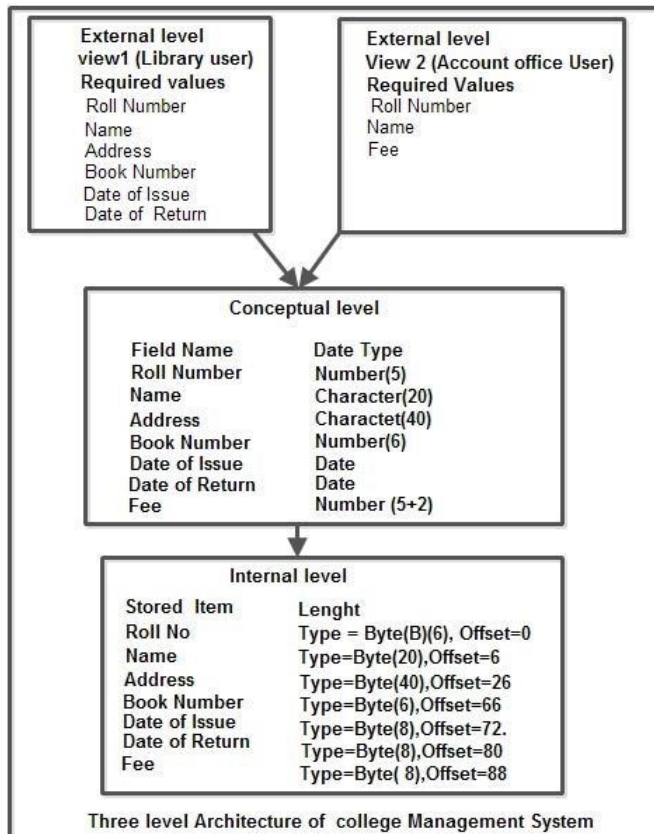 External level
view1 (Library user)
Required values
Roll Number
Name
Address
Book Number
Date of Issue
Date of Return
External level
View 2 (Account office User)
Required Values
Roll Number
Name
Fee
Conceptual level
Field Name Date Type
Roll Number Number(5)
Name Character(20)
Address Charactet(40)
Book Number Number(6)
Date of Issue Date
Date of Return Date
Fee Number (5+2)
Internal level
Stored Item Lenght
Roll No Type = Byte(B)(6), Offset=0
Name Type=Byte(20),Offset=6
Address Type=Byte(40),Offset=26
Book Number Type=Byte(6),Offset=66
Date of Issue Type=Byte(8),Offset=72.
Date of Return Type=Byte(8),Offset=80
Fee Type=Byte( 8),Offset=88
Three level Architecture of college Management System